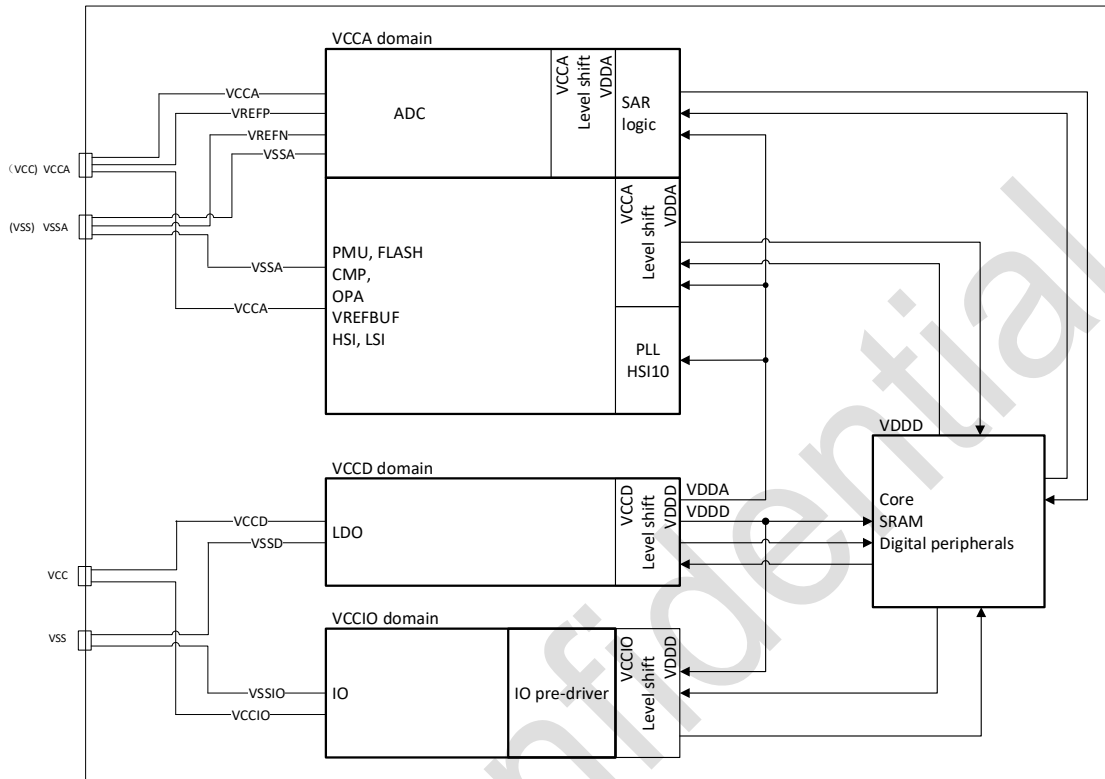 VCCA domain
VCCA
VREFP
VREFN
VSSA
ADC
VCCA
Level shift
VDDA
SAR
logic
（VCC) VCCA
(VSS) VSSA
VSSA
VCCA
PMU, FLASH
CMP,
OPA
VREFBUF
HSI, LSI
VCCA
Level shift
VDDA
PLL
HSI10
VDDD
Core
SRAM
Digital peripherals
VCCD domain
VCCD
VSSD
LDO
VCCD
Level shift
VDDD
VDDA
VDDD
VCC
VSS
VCCIO domain
VSSIO
VCCIO
IO
IO pre-driver
VCCIO
Level shift
VDDD
nfidential